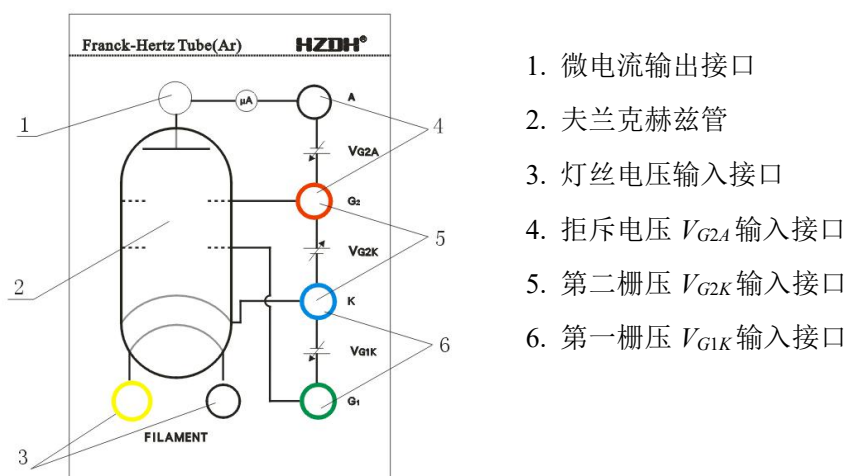 Franck-Hertz Tube(Ar) HZDH®
μA
A
1
4
VG2A
G2
5
VG2K
2
K
6
VG1K
G1
3
FILAMENT
1. 微电流输出接口
2. 夫兰克赫兹管
3. 灯丝电压输入接口
4. 拒斥电压 VG2A 输入接口
5. 第二栅压 VG2K 输入接口
6. 第一栅压 VG1K 输入接口